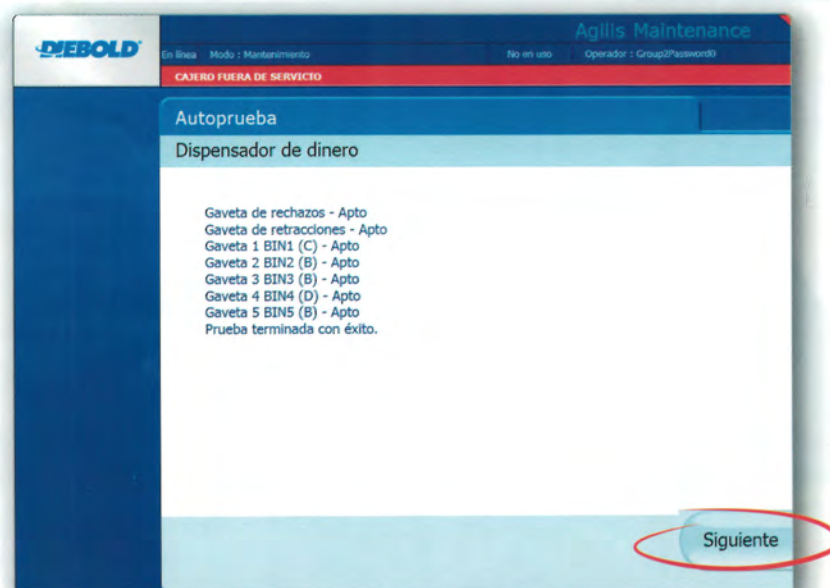 DIEBOLD
Agilis Maintenance
En línea Modo : Mantenimiento No en uso Operador : Group2Password0
CAJERO FUERA DE SERVICIO
Autoprueba
Dispensador de dinero
Gaveta de rechazos - Apto
Gaveta de retracciones - Apto
Gaveta 1 BIN1 (C) - Apto
Gaveta 2 BIN2 (B) - Apto
Gaveta 3 BIN3 (B) - Apto
Gaveta 4 BIN4 (D) - Apto
Gaveta 5 BIN5 (B) - Apto
Prueba terminada con éxito.
Siguiente